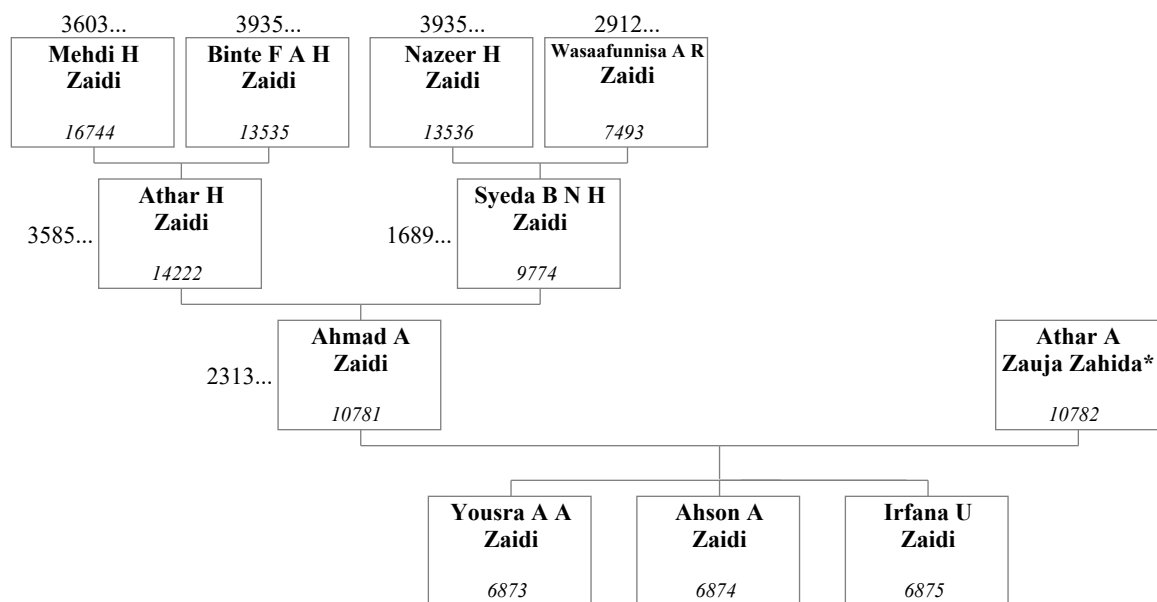 3603...
3935...
3935...
2912...
Mehdi H
Zaidi
16744
Binte F A H
Zaidi
13535
Nazeer H
Zaidi
13536
Wasaafunnisa A R
Zaidi
7493
3585...
Athar H
Zaidi
14222
1689...
Syeda B N H
Zaidi
9774
2313...
Ahmad A
Zaidi
10781
Athar A
Zauja Zahida*
10782
Yousra A A
Zaidi
6873
Ahson A
Zaidi
6874
Irfana U
Zaidi
6875